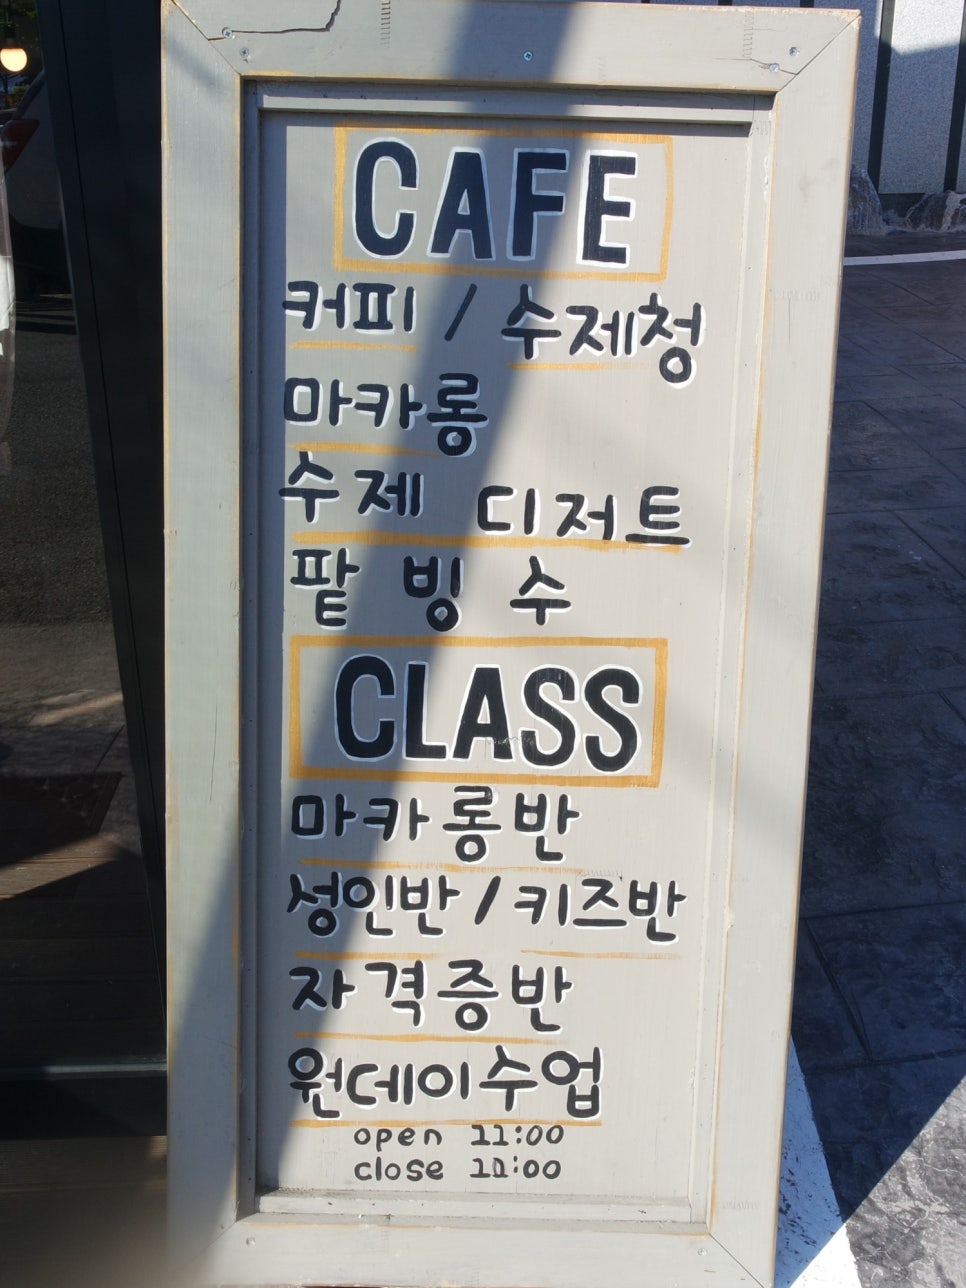 CAFE
커피 / 수제청
마카롱
수제 디저트
팥 빙 수
CLASS
마카롱반
성인반 / 키즈반
자격증반
원데이수업
open 11:00
close